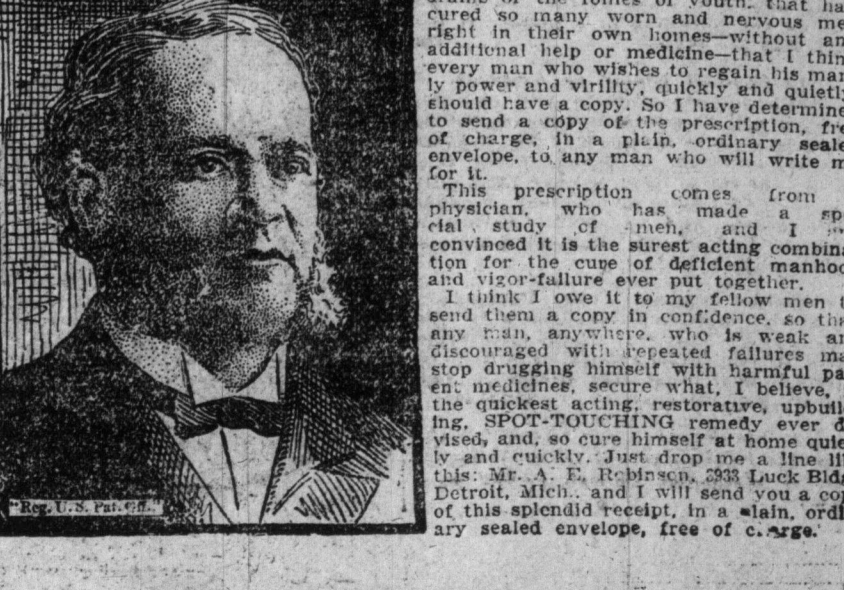 of the follies of youth, that ha
cured so many worn and nervous me
right in their own homes—without an
additional help or medicine—that I thin
every man who wishes to regain his man
ly power and virility, quickly and quietl
should have a copy. So I have determine
to send a copy of the prescription, fre
of charge, in a plain, ordinary seale
envelope, to any man who will write m
for it.
This prescription comes from
physician, who has made a spe
cial study of men, and I
convinced it is the surest acting combina
tion for the cure of deficient manhoo
and vigor-failure ever put together.
I think I owe it to my fellow men t
send them a copy in confidence, so tha
any man, anywhere, who is weak an
discouraged with repeated failures ma
stop drugging himself with harmful pa
ent medicines, secure what, I believe,
the quickest acting, restorative, upbuil
ing, SPOT-TOUCHING remedy ever d
vised, and, so cure himself at home quie
ly and quickly. Just drop me a line li
this: Mr. A. E. Robinson, 3933 Luck Bld
Detroit, Mich., and I will send you a co
of this splendid receipt, in a plain, ordi
ary sealed envelope, free of charge.
"Reg. U. S. Pat. Off."